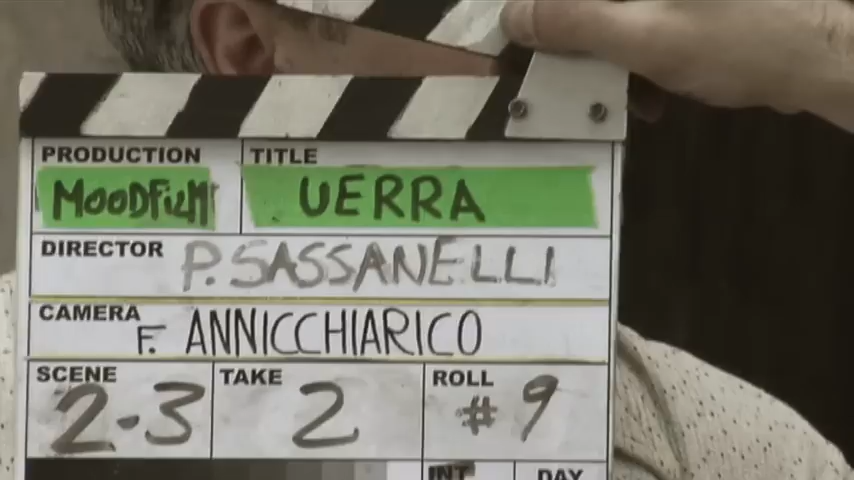 PRODUCTION TITLE
MOODFILM UERRA
DIRECTOR P. SASSANELLI
CAMERA F. ANNICCHIARICO
SCENE TAKE ROLL
2-3 2 # 9
INT DAY